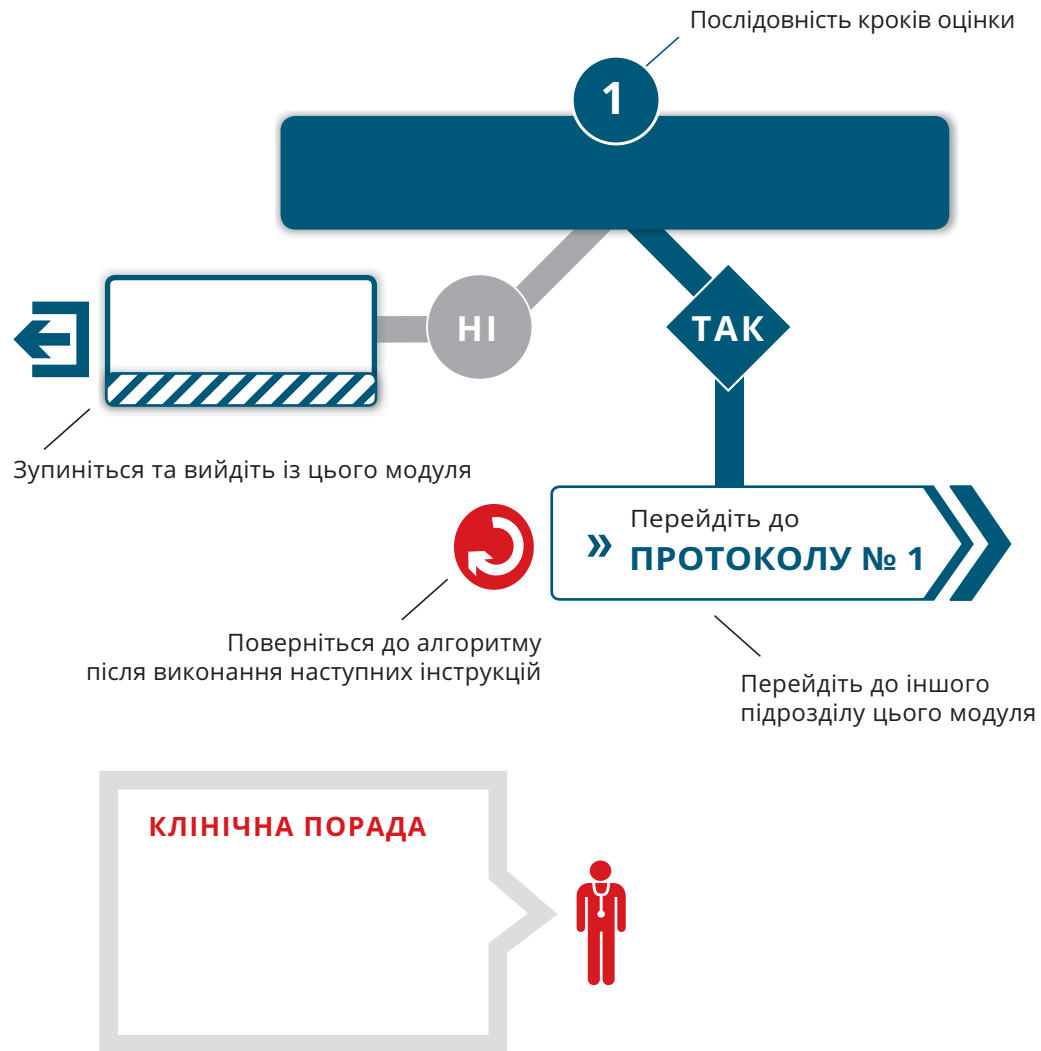 Послідовність кроків оцінки
1
НІ
ТАК
Зупиніться та вийдіть із цього модуля
» Перейдіть до
ПРОТОКОЛУ № 1
Поверніться до алгоритму
після виконання наступних інструкцій
Перейдіть до іншого
підрозділу цього модуля
КЛІНІЧНА ПОРАДА